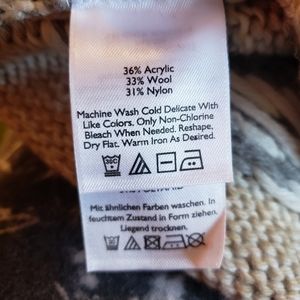 36% Acrylic
33% Wool
31% Nylon
Machine Wash Cold Delicate With
Like Colors. Only Non-Chlorine
Bleach When Needed. Reshape,
Dry Flat. Warm Iron As Desired.
Mit ähnlichen Farben waschen. In
feuchtem Zustand in Form ziehen.
Liegend trocknen.